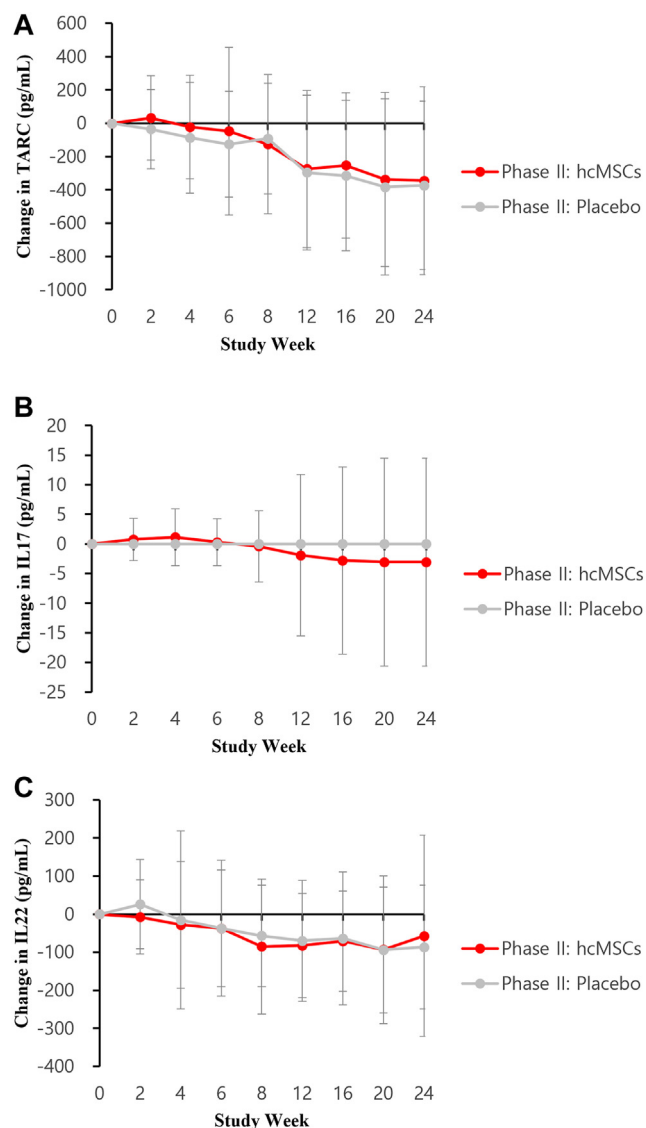 A
Change in TARC (pg/mL)
600
400
200
0
-200
-400
-600
-800
-1000
0 2 4 6 8 12 16 20 24
Study Week
Phase II: hcMSCs
Phase II: Placebo
B
Change in IL17 (pg/mL)
20
15
10
5
0
-5
-10
-15
-20
-25
0 2 4 6 8 12 16 20 24
Study Week
Phase II: hcMSCs
Phase II: Placebo
C
Change in IL22 (pg/mL)
300
200
100
0
-100
-200
-300
-400
0 2 4 6 8 12 16 20 24
Study Week
Phase II: hcMSCs
Phase II: Placebo